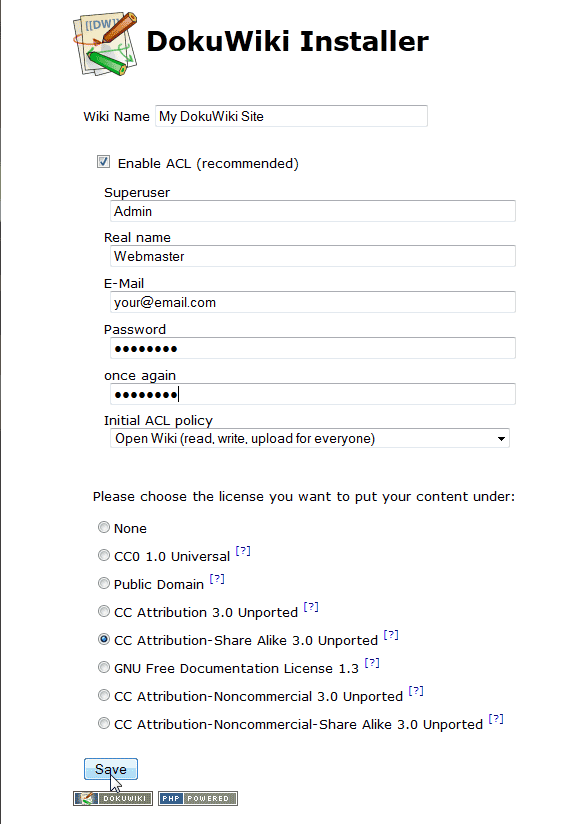 [[DW]]
DokuWiki Installer
Wiki Name My DokuWiki Site
Enable ACL (recommended)
Superuser
Admin
Real name
Webmaster
E-Mail
your@email.com
Password
●●●●●●●●
once again
●●●●●●●●
Initial ACL policy
Open Wiki (read, write, upload for everyone)
Please choose the license you want to put your content under:
None
CC0 1.0 Universal [?]
Public Domain [?]
CC Attribution 3.0 Unported [?]
CC Attribution-Share Alike 3.0 Unported [?]
GNU Free Documentation License 1.3 [?]
CC Attribution-Noncommercial 3.0 Unported [?]
CC Attribution-Noncommercial-Share Alike 3.0 Unported [?]
Save
DOKUWIKI PHP POWERED